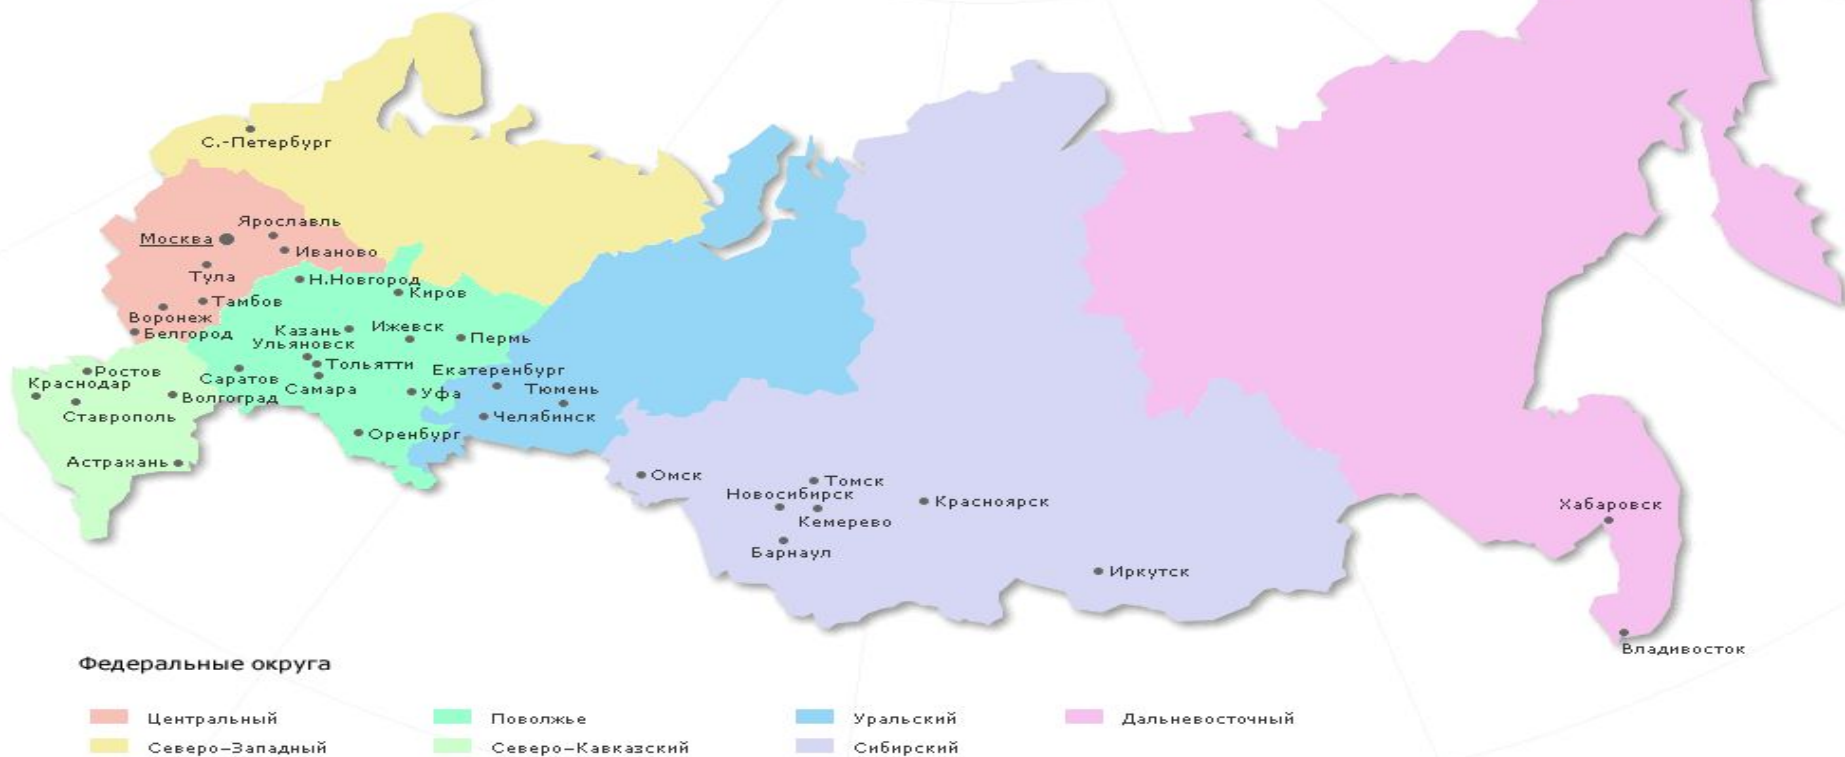 С.-Петербург
Ярославль
Москва
Иваново
Тула
Н.Новгород
Киров
Тамбов
Воронеж
Белгород
Казань
Ижевск
Пермь
Ульяновск
Тольятти
Екатеренбург
Ростов
Саратов
Самара
Уфа
Тюмень
Краснодар
Волгоград
Ставрополь
Челябинск
Оренбург
Астрахань
Омск
Томск
Новосибирск
Красноярск
Кемерево
Барнаул
Иркутск
Хабаровск
Владивосток
Федеральные округа
Центральный
Поволжье
Уральский
Дальневосточный
Северо-Западный
Северо-Кавказский
Сибирский